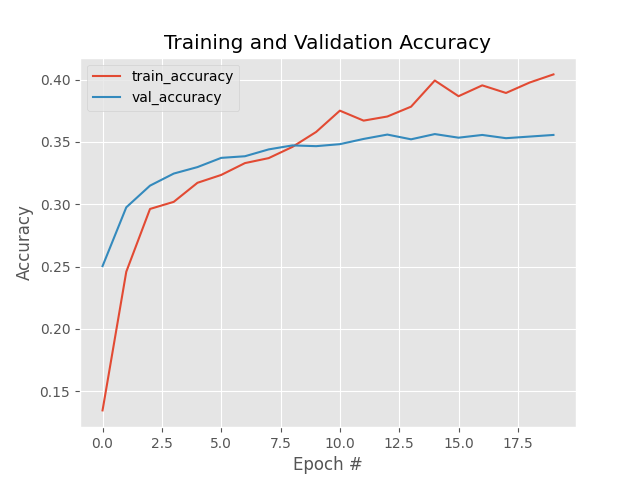 Training and Validation Accuracy
train_accuracy
val_accuracy
0.40
0.35
0.30
0.25
0.20
0.15
Accuracy
0.0 2.5 5.0 7.5 10.0 12.5 15.0 17.5
Epoch #